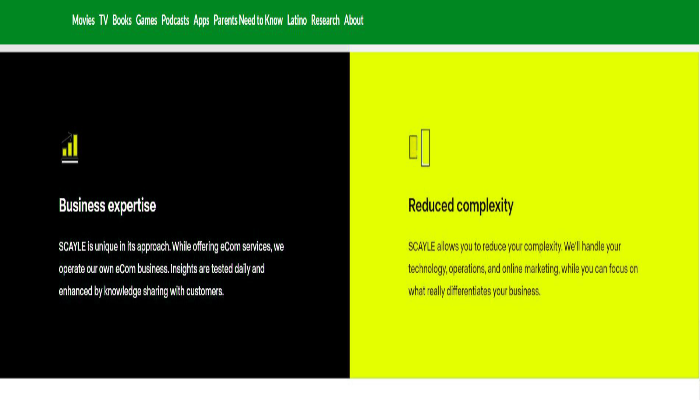 Movies TV Books Games Podcasts Apps Parents Need to Know Latino Research About
Business expertise
SCAYLE is unique in its approach. While offering eCom services, we
operate our own eCom business. Insights are tested daily and
enhanced by knowledge sharing with customers.
Reduced complexity
SCAYLE allows you to reduce your complexity. We'll handle your
technology, operations, and online marketing, while you can focus on
what really differentiates your business.